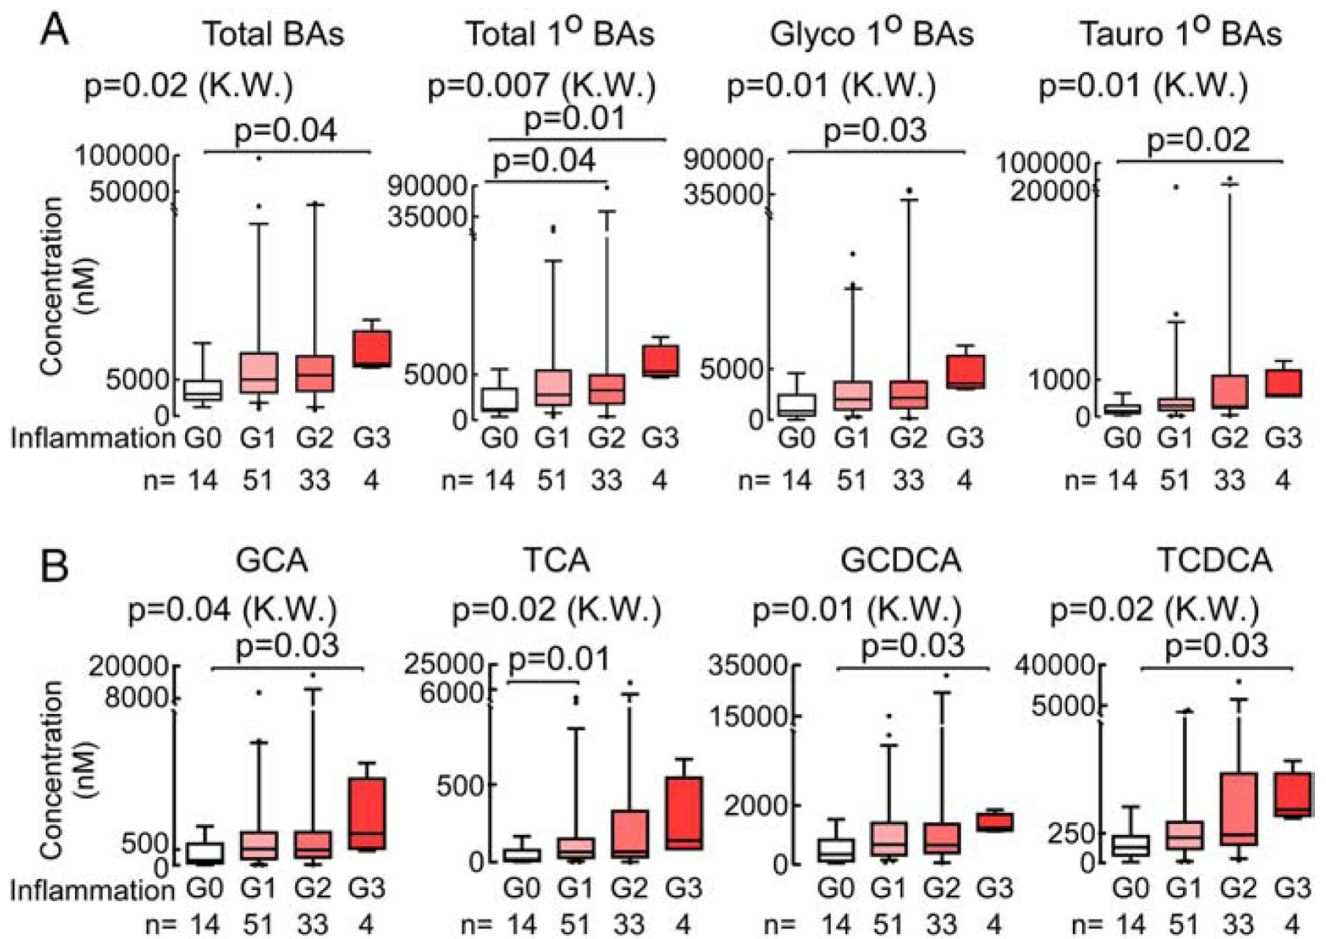 A
Total BAs
Total 1º BAs
Glyco 1º BAs
Tauro 1º BAs
p=0.02 (K.W.)
p=0.007 (K.W.)
p=0.01 (K.W.)
p=0.01 (K.W.)
p=0.04
p=0.01
p=0.04
p=0.03
p=0.02
Concentration
(nM)
100000
50000
5000
0
90000
35000
5000
0
90000
35000
5000
0
100000
20000
1000
0
Inflammation G0 G1 G2 G3
G0 G1 G2 G3
G0 G1 G2 G3
G0 G1 G2 G3
n= 14 51 33 4
n= 14 51 33 4
n= 14 51 33 4
n= 14 51 33 4
B
GCA
TCA
GCDCA
TCDCA
p=0.04 (K.W.)
p=0.02 (K.W.)
p=0.01 (K.W.)
p=0.02 (K.W.)
p=0.03
p=0.01
p=0.03
p=0.03
Concentration
(nM)
20000
8000
500
0
25000
6000
500
0
35000
15000
2000
0
40000
5000
250
0
Inflammation G0 G1 G2 G3
G0 G1 G2 G3
G0 G1 G2 G3
G0 G1 G2 G3
n= 14 51 33 4
n= 14 51 33 4
n= 14 51 33 4
n= 14 51 33 4